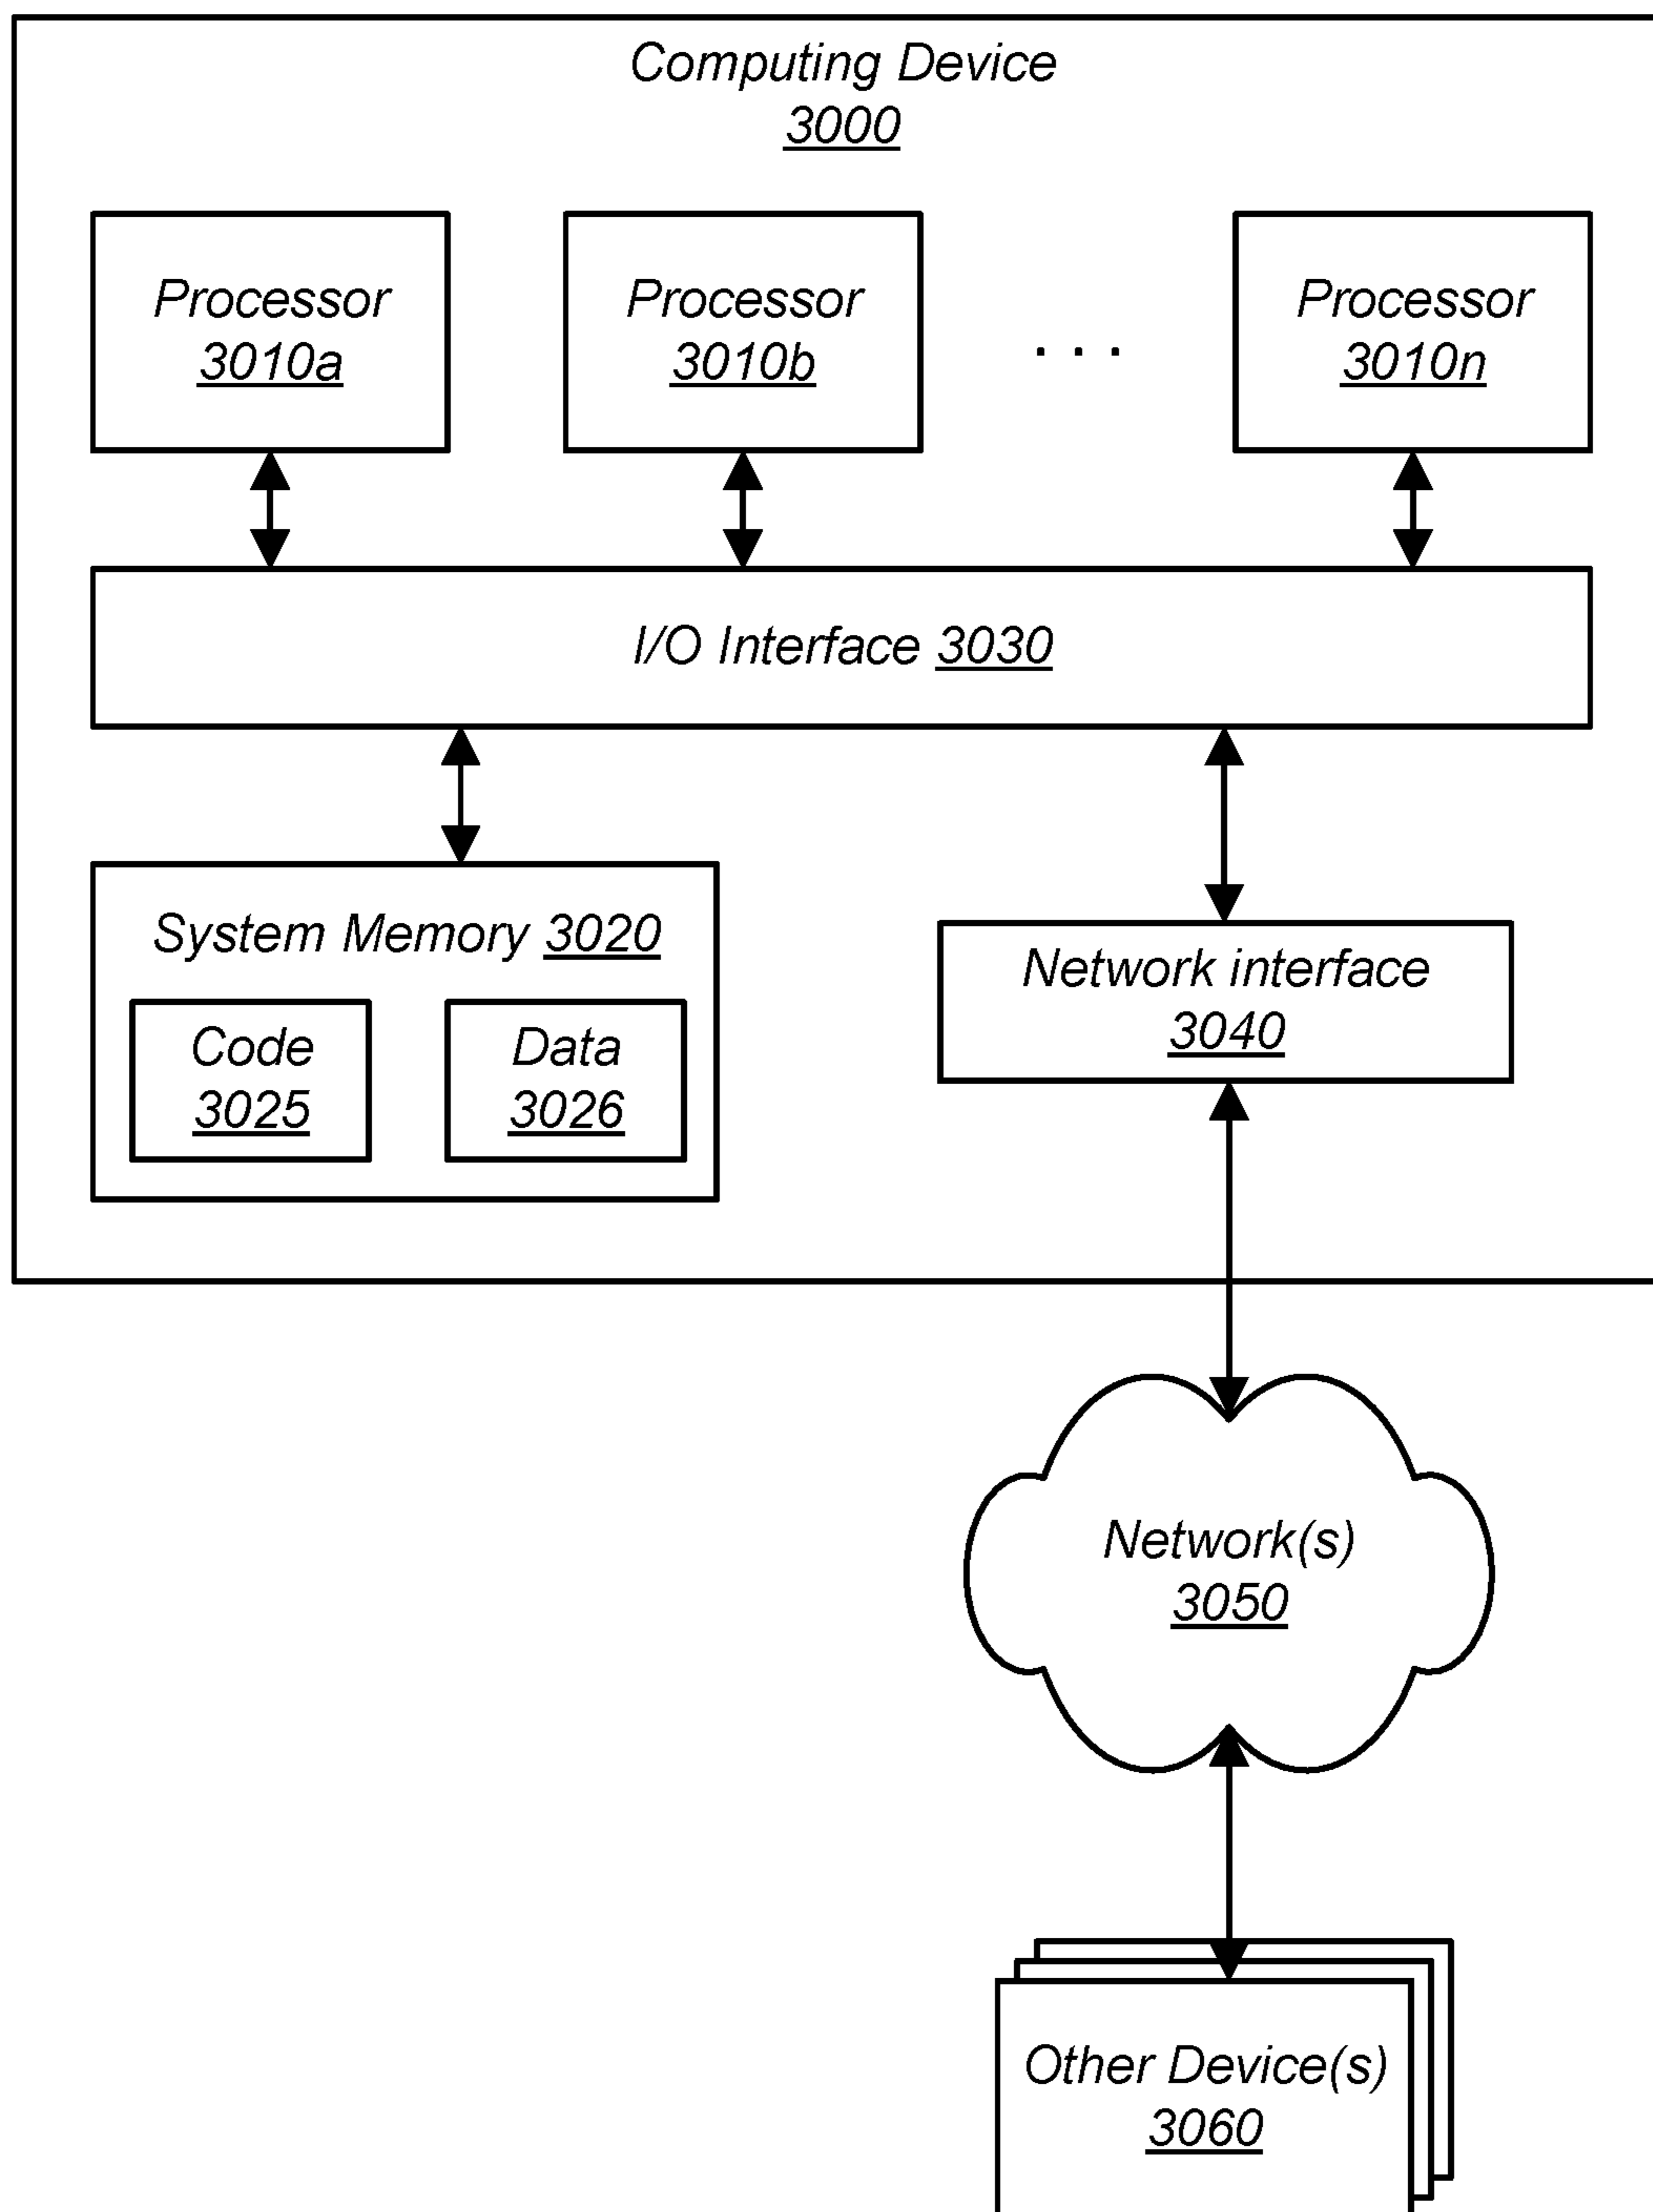 Computing Device
3000
Processor
3010a
Processor
3010b
. . .
Processor
3010n
I/O Interface 3030
System Memory 3020
Code
3025
Data
3026
Network interface
3040
Network(s)
3050
Other Device(s)
3060